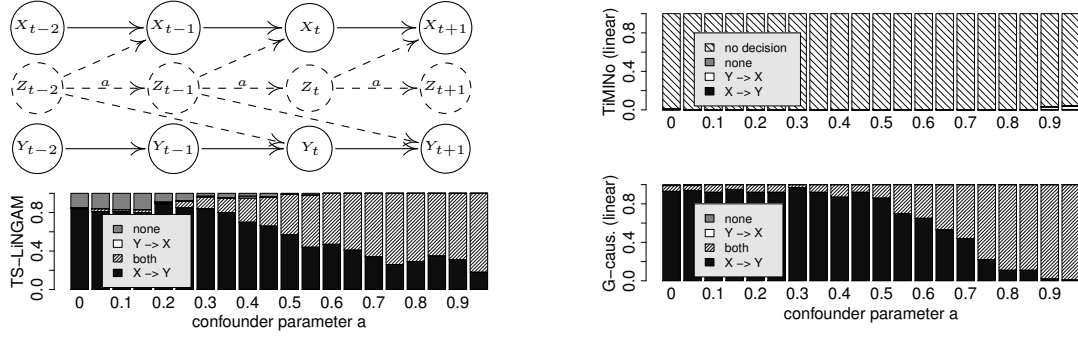 X_{t−2} X_{t−1} X_t X_{t+1}
Z_{t−2} a Z_{t−1} a Z_t a Z_{t+1}
Y_{t−2} Y_{t−1} Y_t Y_{t+1}
TS−LiNGAM
0.0 0.4 0.8
none
Y −> X
both
X −> Y
0 0.1 0.2 0.3 0.4 0.5 0.6 0.7 0.8 0.9
confounder parameter a
TiMINo (linear)
0.0 0.4 0.8
no decision
none
Y −> X
X −> Y
0 0.1 0.2 0.3 0.4 0.5 0.6 0.7 0.8 0.9
G−caus. (linear)
0.0 0.4 0.8
none
Y −> X
both
X −> Y
0 0.1 0.2 0.3 0.4 0.5 0.6 0.7 0.8 0.9
confounder parameter a